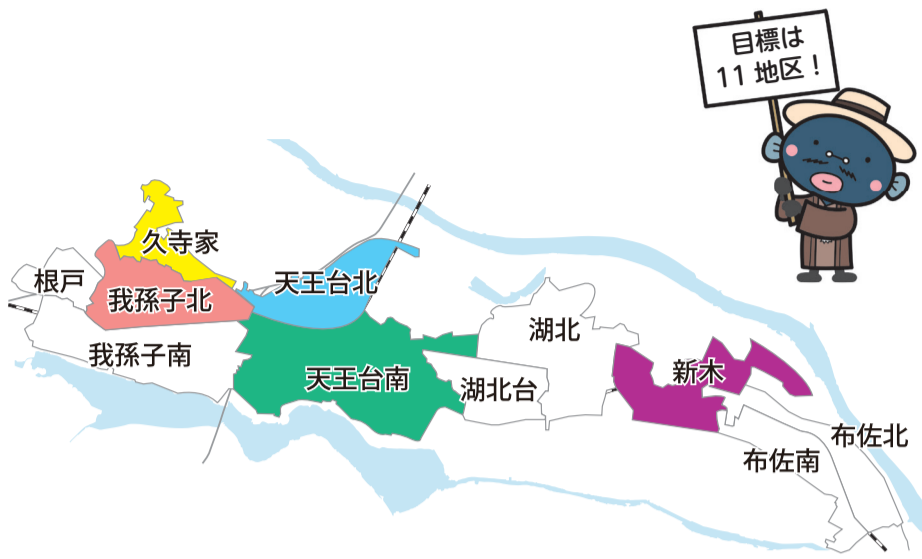 目標は
11 地区！
久寺家
根戸
天王台北
我孫子北
湖北
我孫子南
新木
天王台南
湖北台
布佐北
布佐南